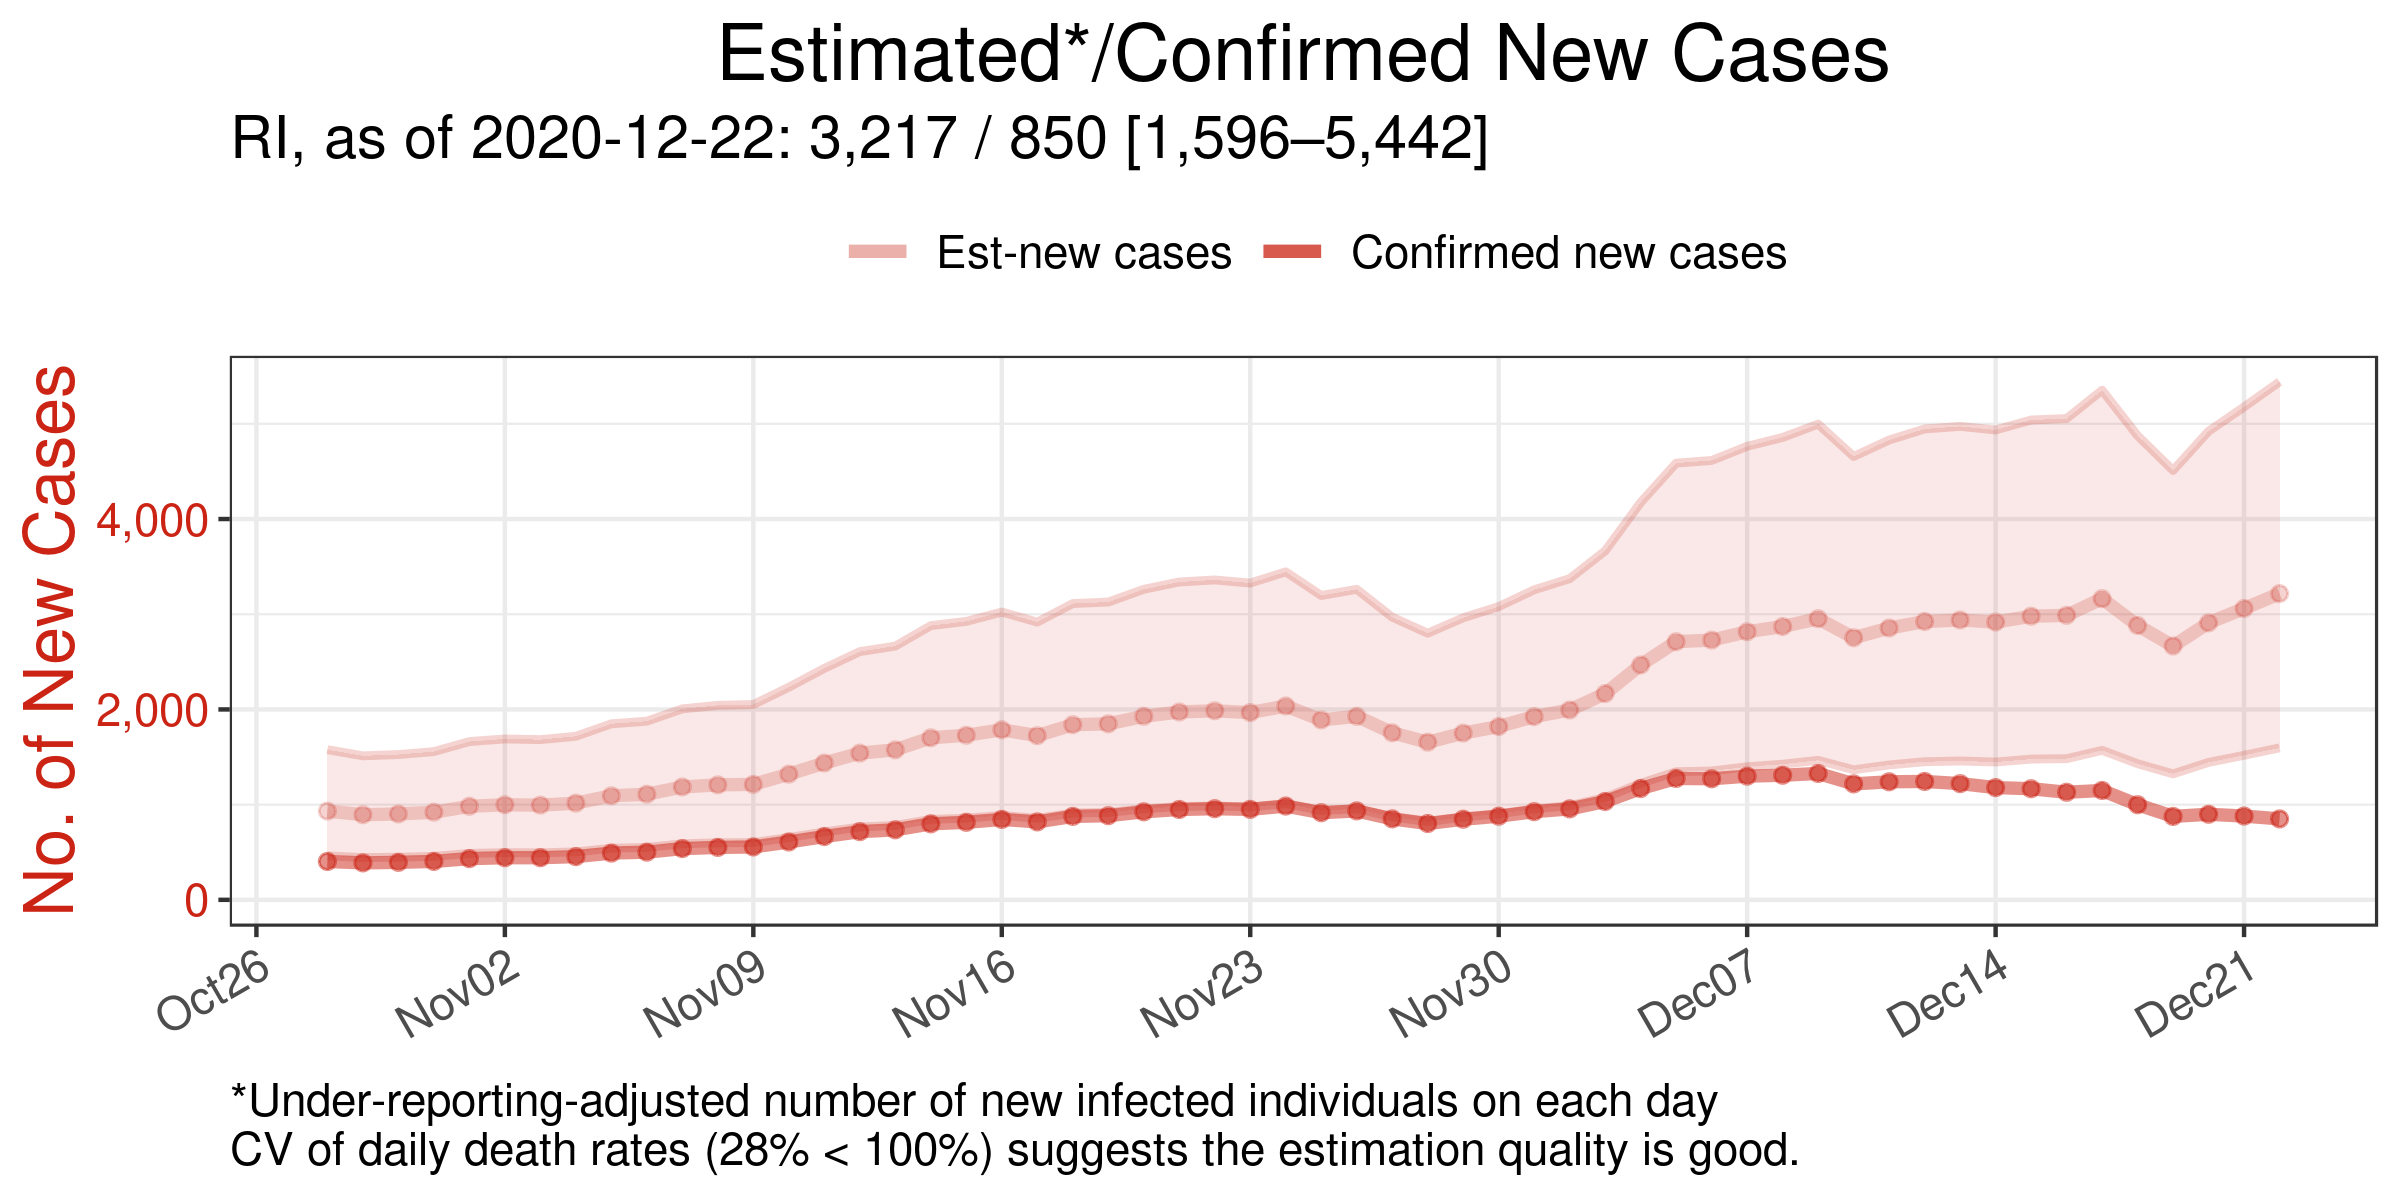 Estimated*/Confirmed New Cases
RI, as of 2020-12-22: 3,217 / 850 [1,596–5,442]
Est-new cases Confirmed new cases
No. of New Cases
4,000
2,000
0
Oct26 Nov02 Nov09 Nov16 Nov23 Nov30 Dec07 Dec14 Dec21
*Under-reporting-adjusted number of new infected individuals on each day
CV of daily death rates (28% < 100%) suggests the estimation quality is good.